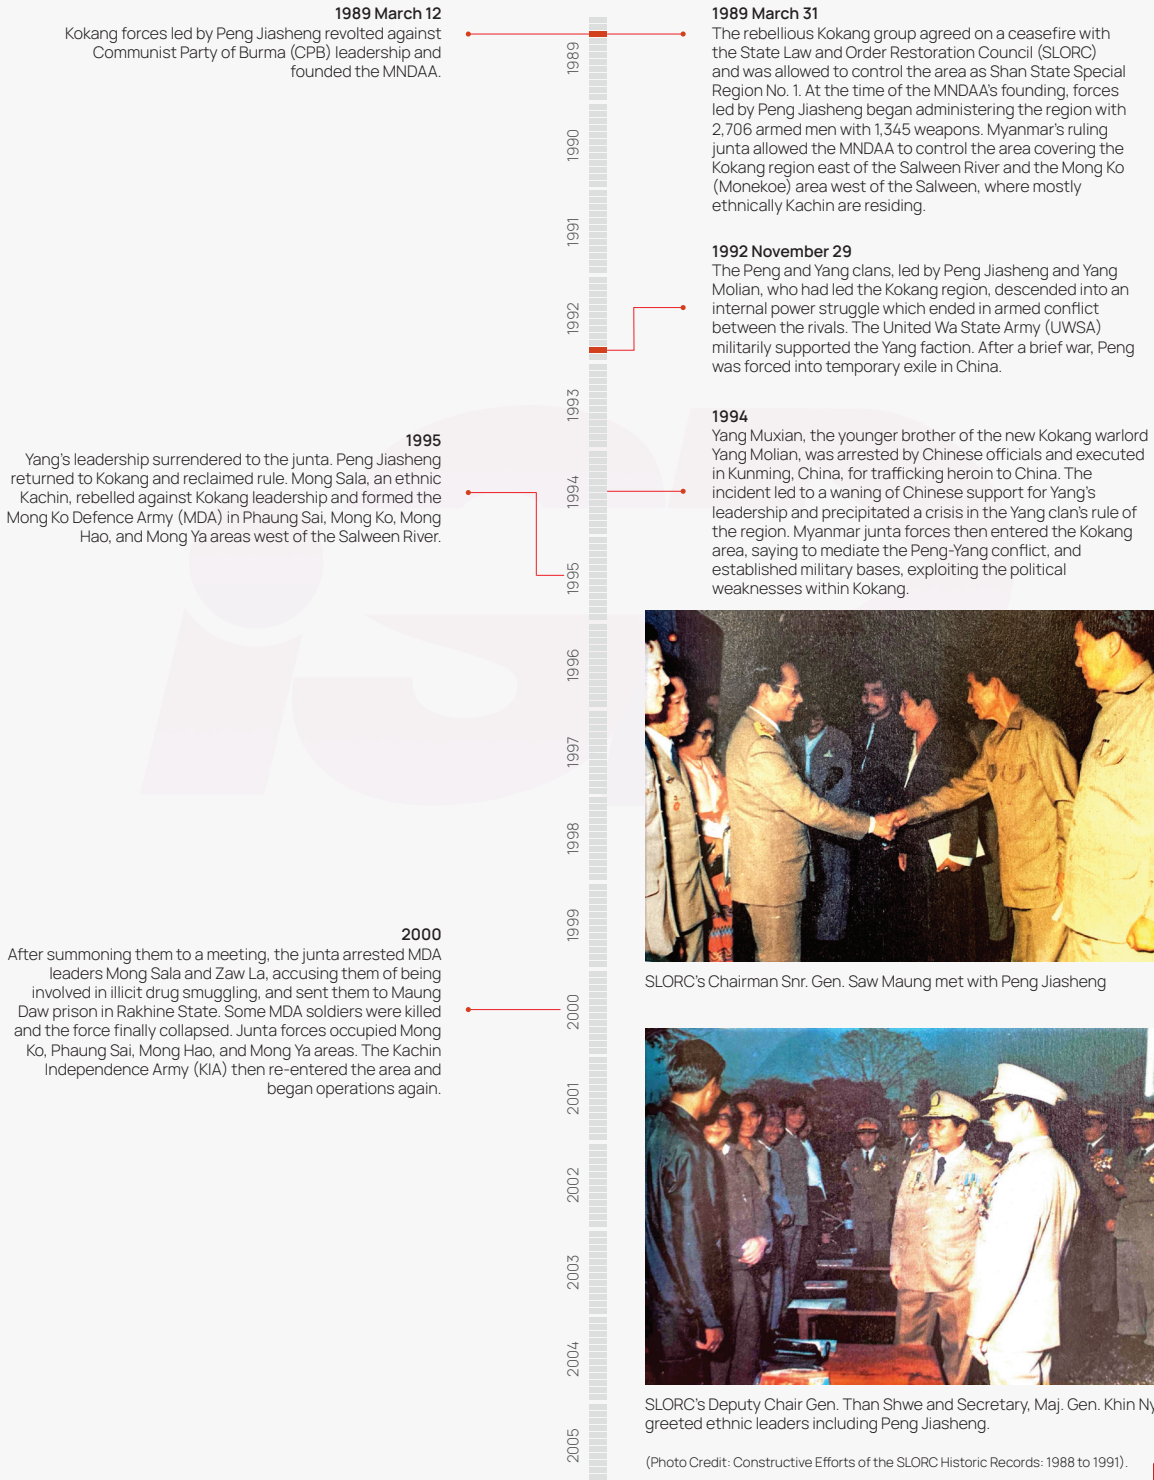 1989 March 12
Kokang forces led by Peng Jiasheng revolted against
Communist Party of Burma (CPB) leadership and
founded the MNDAA.
1989 March 31
The rebellious Kokang group agreed on a ceasefire with
the State Law and Order Restoration Council (SLORC)
and was allowed to control the area as Shan State Special
Region No. 1. At the time of the MNDAA's founding, forces
led by Peng Jiasheng began administering the region with
2,706 armed men with 1,345 weapons. Myanmar's ruling
junta allowed the MNDAA to control the area covering the
Kokang region east of the Salween River and the Mong Ko
(Monekoe) area west of the Salween, where mostly
ethnically Kachin are residing.
1992 November 29
The Peng and Yang clans, led by Peng Jiasheng and Yang
Molian, who had led the Kokang region, descended into an
internal power struggle which ended in armed conflict
between the rivals. The United Wa State Army (UWSA)
militarily supported the Yang faction. After a brief war, Peng
was forced into temporary exile in China.
1994
Yang Muxian, the younger brother of the new Kokang warlord
Yang Molian, was arrested by Chinese officials and executed
in Kunming, China, for trafficking heroin to China. The
incident led to a waning of Chinese support for Yang's
leadership and precipitated a crisis in the Yang clan's rule of
the region. Myanmar junta forces then entered the Kokang
area, saying to mediate the Peng-Yang conflict, and
established military bases, exploiting the political
weaknesses within Kokang.
1995
Yang's leadership surrendered to the junta. Peng Jiasheng
returned to Kokang and reclaimed rule. Mong Sala, an ethnic
Kachin, rebelled against Kokang leadership and formed the
Mong Ko Defence Army (MDA) in Phaung Sai, Mong Ko, Mong
Hao, and Mong Ya areas west of the Salween River.
2000
After summoning them to a meeting, the junta arrested MDA
leaders Mong Sala and Zaw La, accusing them of being
involved in illicit drug smuggling, and sent them to Maung
Daw prison in Rakhine State. Some MDA soldiers were killed
and the force finally collapsed. Junta forces occupied Mong
Ko, Phaung Sai, Mong Hao, and Mong Ya areas. The Kachin
Independence Army (KIA) then re-entered the area and
began operations again.
1989
1990
1991
1992
1993
1994
1995
1996
1997
1998
1999
2000
2001
2002
2003
2004
2005
SLORC's Chairman Snr. Gen. Saw Maung met with Peng Jiasheng
SLORC's Deputy Chair Gen. Than Shwe and Secretary, Maj. Gen. Khin Ny
greeted ethnic leaders including Peng Jiasheng.
(Photo Credit: Constructive Efforts of the SLORC Historic Records: 1988 to 1991).
iSP